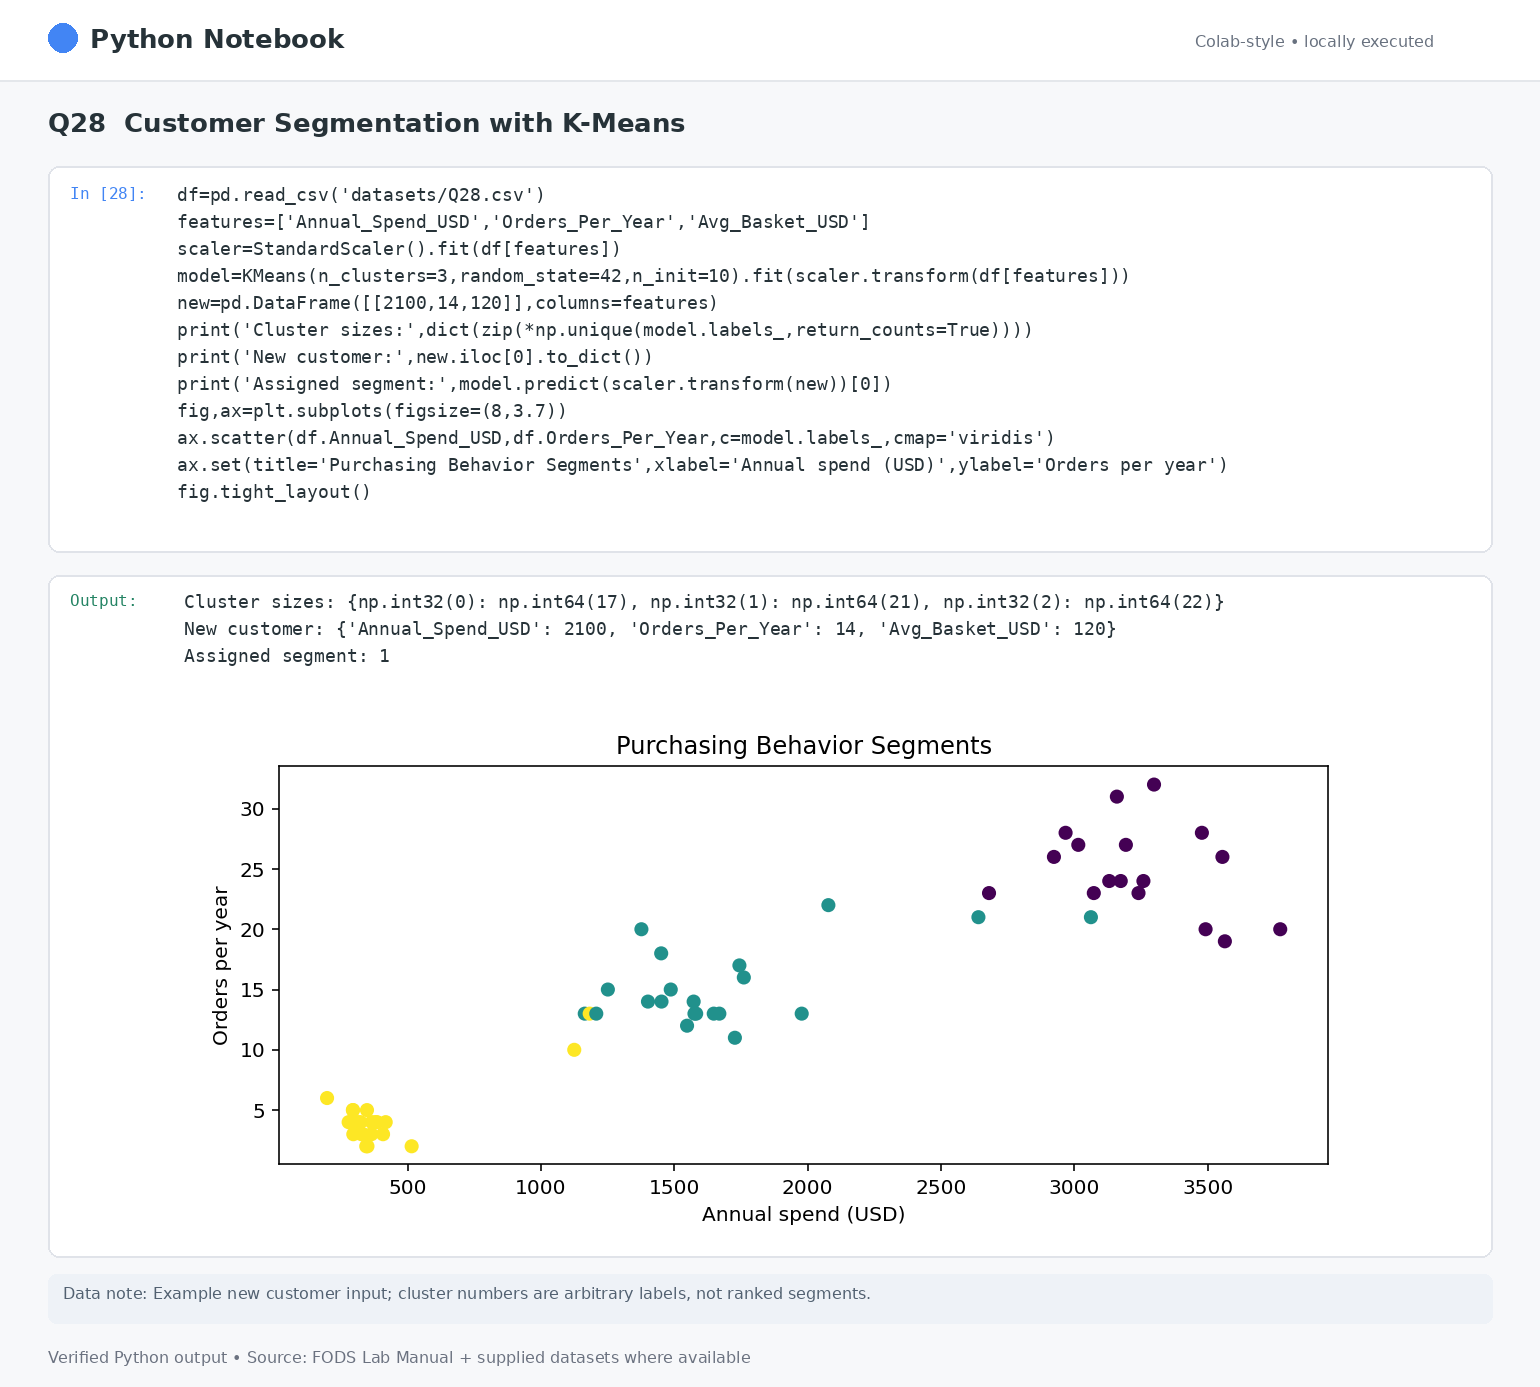 Python Notebook
Colab-style • locally executed
Q28  Customer Segmentation with K-Means
In [28]:
df=pd.read_csv('datasets/Q28.csv')
features=['Annual_Spend_USD','Orders_Per_Year','Avg_Basket_USD']
scaler=StandardScaler().fit(df[features])
model=KMeans(n_clusters=3,random_state=42,n_init=10).fit(scaler.transform(df[features]))
new=pd.DataFrame([[2100,14,120]],columns=features)
print('Cluster sizes:',dict(zip(*np.unique(model.labels_,return_counts=True))))
print('New customer:',new.iloc[0].to_dict())
print('Assigned segment:',model.predict(scaler.transform(new))[0])
fig,ax=plt.subplots(figsize=(8,3.7))
ax.scatter(df.Annual_Spend_USD,df.Orders_Per_Year,c=model.labels_,cmap='viridis')
ax.set(title='Purchasing Behavior Segments',xlabel='Annual spend (USD)',ylabel='Orders per year')
fig.tight_layout()
Output:
Cluster sizes: {np.int32(0): np.int64(17), np.int32(1): np.int64(21), np.int32(2): np.int64(22)}
New customer: {'Annual_Spend_USD': 2100, 'Orders_Per_Year': 14, 'Avg_Basket_USD': 120}
Assigned segment: 1
Purchasing Behavior Segments
Orders per year
30
25
20
15
10
5
500 1000 1500 2000 2500 3000 3500
Annual spend (USD)
Data note: Example new customer input; cluster numbers are arbitrary labels, not ranked segments.
Verified Python output • Source: FODS Lab Manual + supplied datasets where available